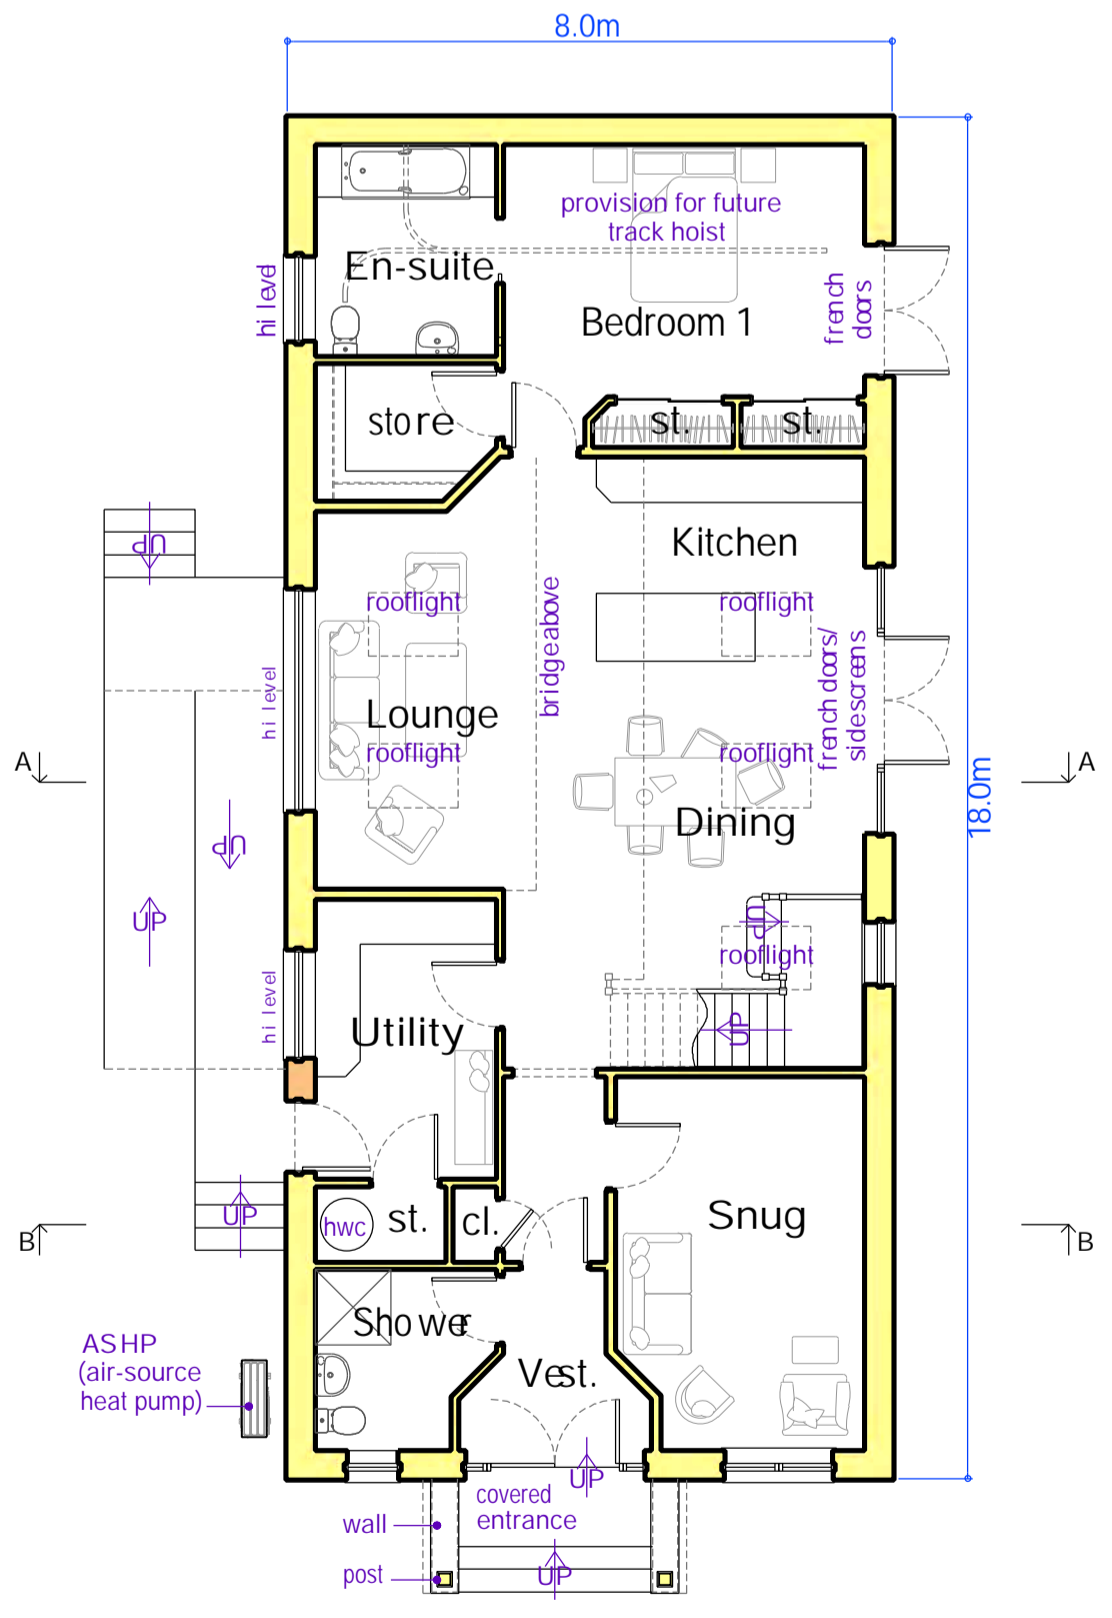 8.0m
provision for future
track hoist
En-suite
hi level
Bedroom 1
french
doors
store
st.
st.
Kitchen
UP
rooflight
rooflight
bridge above
french doors/
sidescreens
hi level
Lounge
rooflight
rooflight
A
A
18.0m
Dining
UP
UP
UP
rooflight
hi level
Utility
UP
UP
hwc
st.
cl.
Snug
B
B
Shower
ASHP
(air-source
heat pump)
Vest.
UP
covered
entrance
wall
post
UP